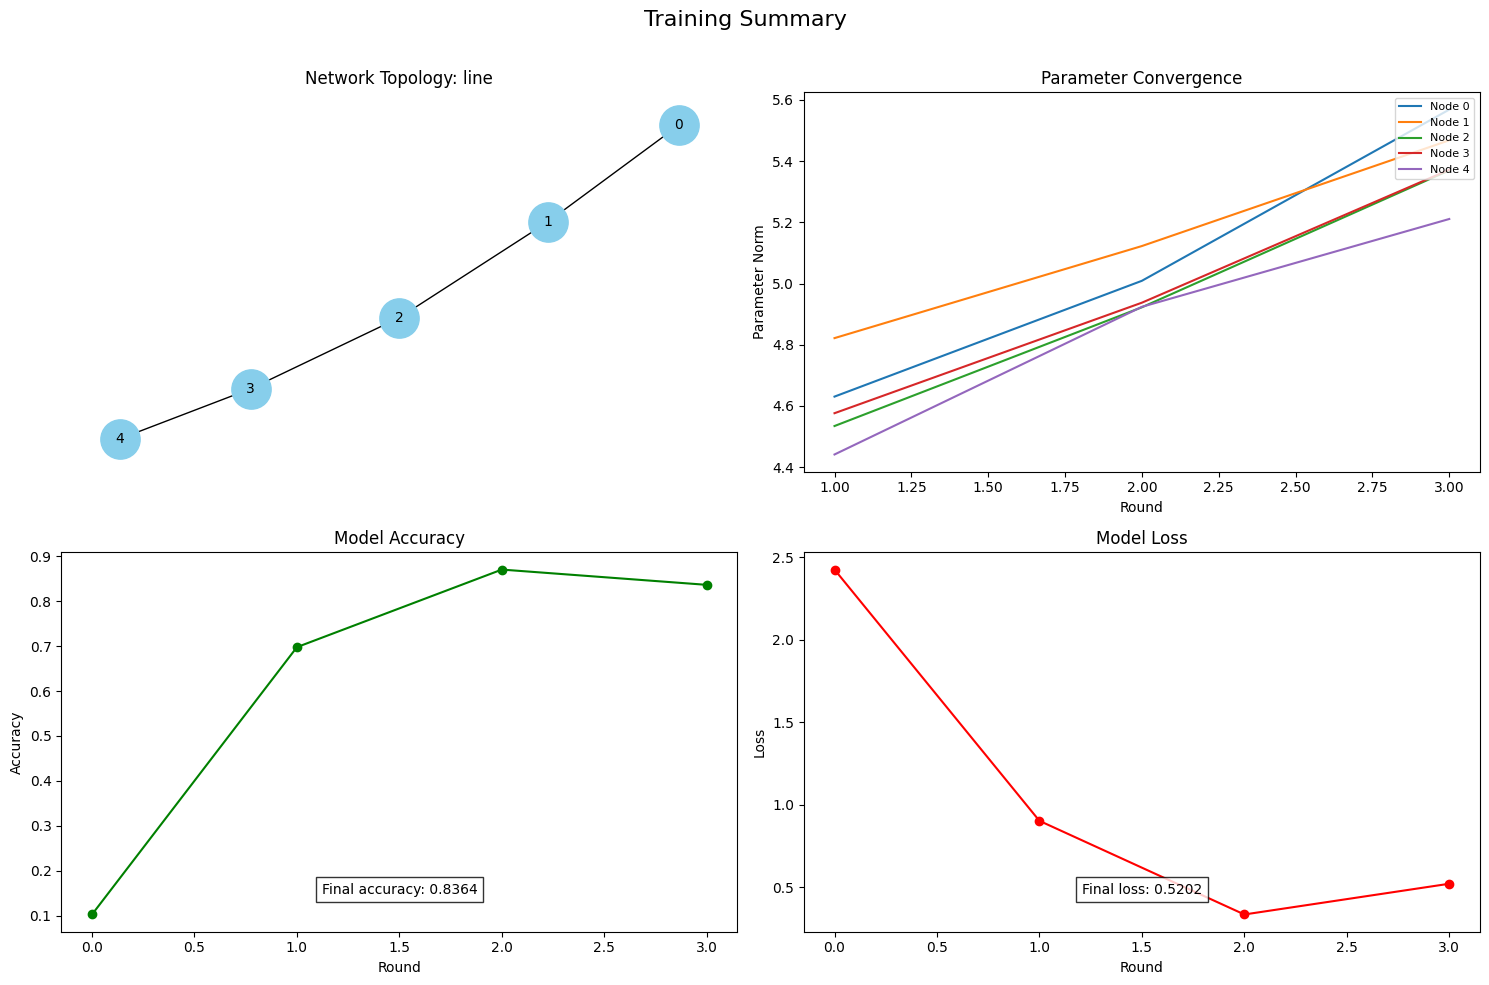 Training Summary
Network Topology: line
0
1
2
3
4
Parameter Convergence
Parameter Norm
5.6
5.4
5.2
5.0
4.8
4.6
4.4
Node 0
Node 1
Node 2
Node 3
Node 4
1.00 1.25 1.50 1.75 2.00 2.25 2.50 2.75 3.00
Round
Model Accuracy
Accuracy
0.9
0.8
0.7
0.6
0.5
0.4
0.3
0.2
0.1
Final accuracy: 0.8364
0.0 0.5 1.0 1.5 2.0 2.5 3.0
Round
Model Loss
Loss
2.5
2.0
1.5
1.0
0.5
Final loss: 0.5202
0.0 0.5 1.0 1.5 2.0 2.5 3.0
Round